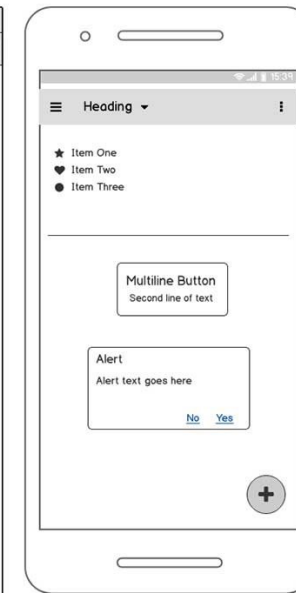 15:39
Heading
Item One
Item Two
Item Three
Multiline Button
Second line of text
Alert
Alert text goes here
No Yes